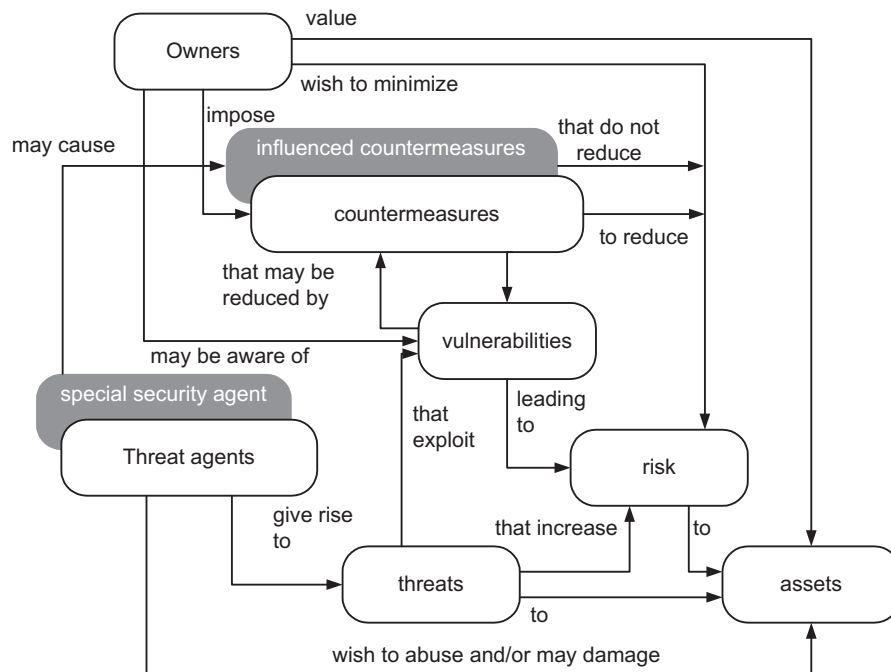 value
Owners
wish to minimize
impose
may cause
influenced countermeasures
that do not
reduce
countermeasures
to reduce
that may be
reduced by
vulnerabilities
may be aware of
special security agent
that
exploit
leading
to
Threat agents
risk
give rise
to
that increase
to
threats
assets
to
wish to abuse and/or may damage